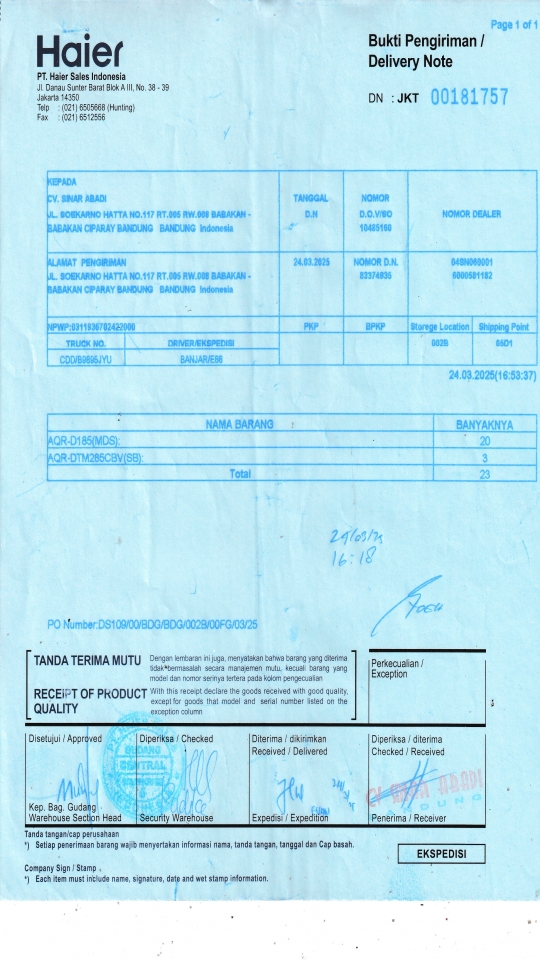 Page 1 of 1
Haier
PT. Haier Sales Indonesia
Jl. Danau Sunter Barat Blok A III, No. 38 - 39
Jakarta 14350
Telp : (021) 6505668 (Hunting)
Fax : (021) 6512556
Bukti Pengiriman /
Delivery Note
DN : JKT 00181757
KEPADA
CV. SINAR ABADI
JL. SOEKARNO HATTA NO.117 RT.005 RW.008 BABAKAN -
BABAKAN CIPARAY BANDUNG BANDUNG Indonesia
TANGGAL
D.N
NOMOR
D.O.V/SO
10485160
NOMOR DEALER
ALAMAT PENGIRIMAN
JL. SOEKARNO HATTA NO.117 RT.005 RW.008 BABAKAN -
BABAKAN CIPARAY BANDUNG BANDUNG Indonesia
24.03.2025
NOMOR D.N.
83374935
04SN060001
6000581182
NPWP:0311836702422000
PKP
BPKP
Storege Location
Shipping Point
TRUCK NO.
DRIVER/EKSPEDISI
002B
05D1
CDD/B9895JYU
BANJAR/E88
24.03.2025(16:53:37)
NAMA BARANG BANYAKNYA
AQR-D185(MDS): 20
AQR-DTM285CBV(SB): 3
Total 23
16:18
PO Number:DS109/00/BDG/BDG/002B/00FG/03/25
TANDA TERIMA MUTU
Dengan lembaran ini juga, menyatakan bahwa barang yang diterima
tidak bermasalah secara manajemen mutu, kecuali barang yang
model dan nomor serinya tertera pada kolom pengecualian
RECEIPT OF PRODUCT
QUALITY
With this receipt declare the goods received with good quality,
except for goods that model and serial number listed on the
exception column
Perkecualian /
Exception
Disetujui / Approved
Diperiksa / Checked
Diterima / dikirimkan
Received / Delivered
Diperiksa / diterima
Checked / Received
GUDANG
CENTRAL
Kep. Bag. Gudang
Warehouse Section Head
Security Warehouse
Expedisi / Expedition
Penerima / Receiver
Tanda tangan/cap perusahaan
*) Setiap penerimaan barang wajib menyertakan informasi nama, tanda tangan, tanggal dan Cap basah.
EKSPEDISI
Company Sign / Stamp
*) Each item must include name, signature, date and wet stamp information.